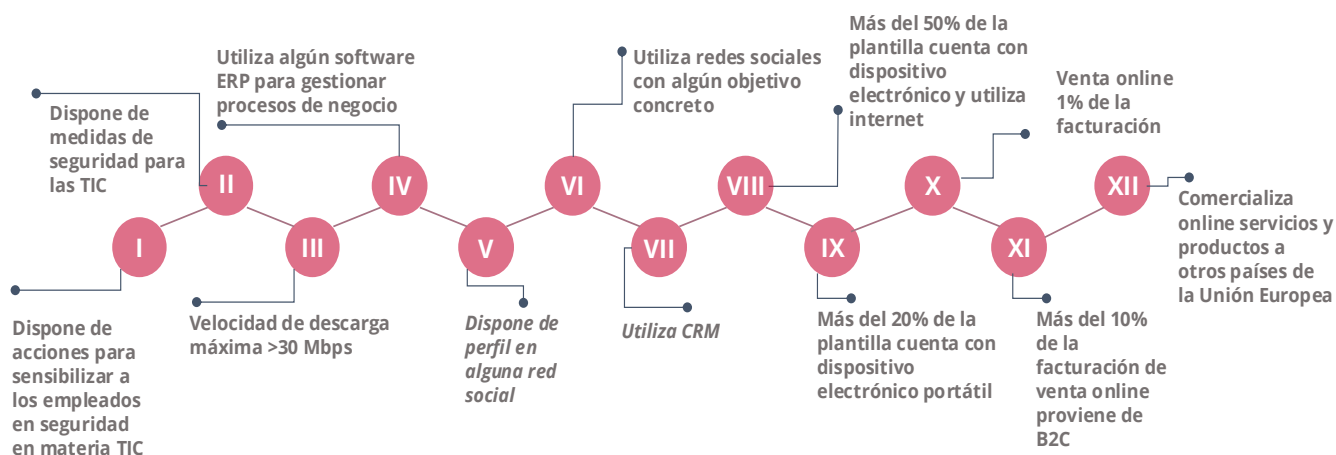 I
Dispone de
acciones para
sensibilizar a
los empleados
en seguridad
en materia TIC
II
Dispone de
medidas de
seguridad para
las TIC
III
Velocidad de descarga
máxima >30 Mbps
IV
Utiliza algún software
ERP para gestionar
procesos de negocio
V
Dispone de
perfil en
alguna red
social
VI
Utiliza redes sociales
con algún objetivo
concreto
VII
Utiliza CRM
VIII
Más del 50% de la
plantilla cuenta con
dispositivo
electrónico y utiliza
internet
IX
Más del 20% de la
plantilla cuenta con
dispositivo
electrónico portátil
X
Venta online
1% de la
facturación
XI
Más del 10%
de la
facturación de
venta online
proviene de
B2C
XII
Comercializa
online servicios y
productos a
otros países de
la Unión Europea